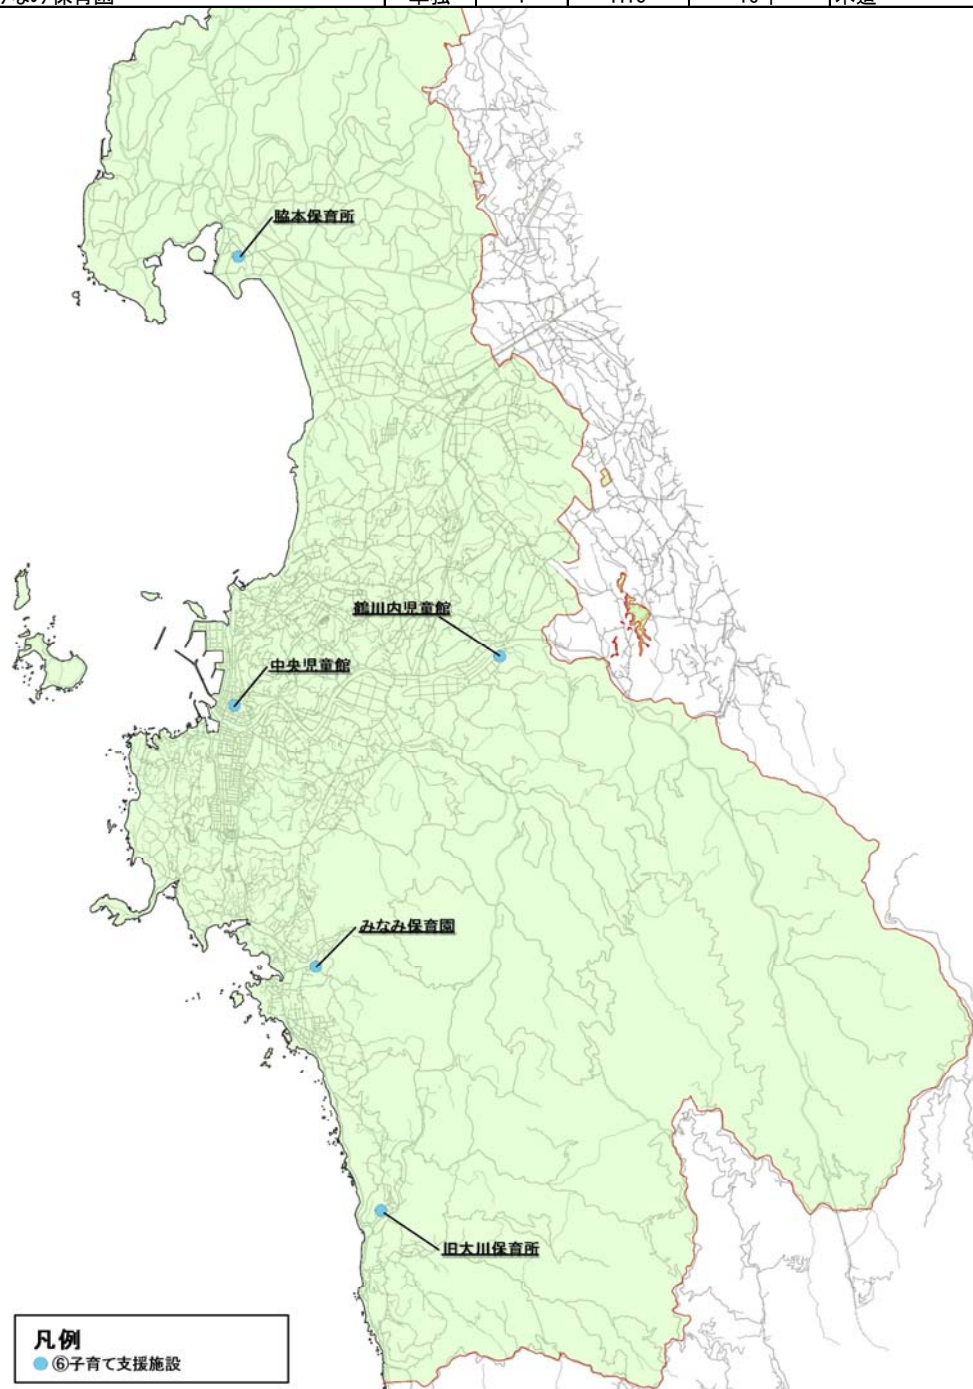 脇本保育所
鶴川内児童館
中央児童館
みなみ保育園
旧大川保育所
凡例
⑥子育て支援施設